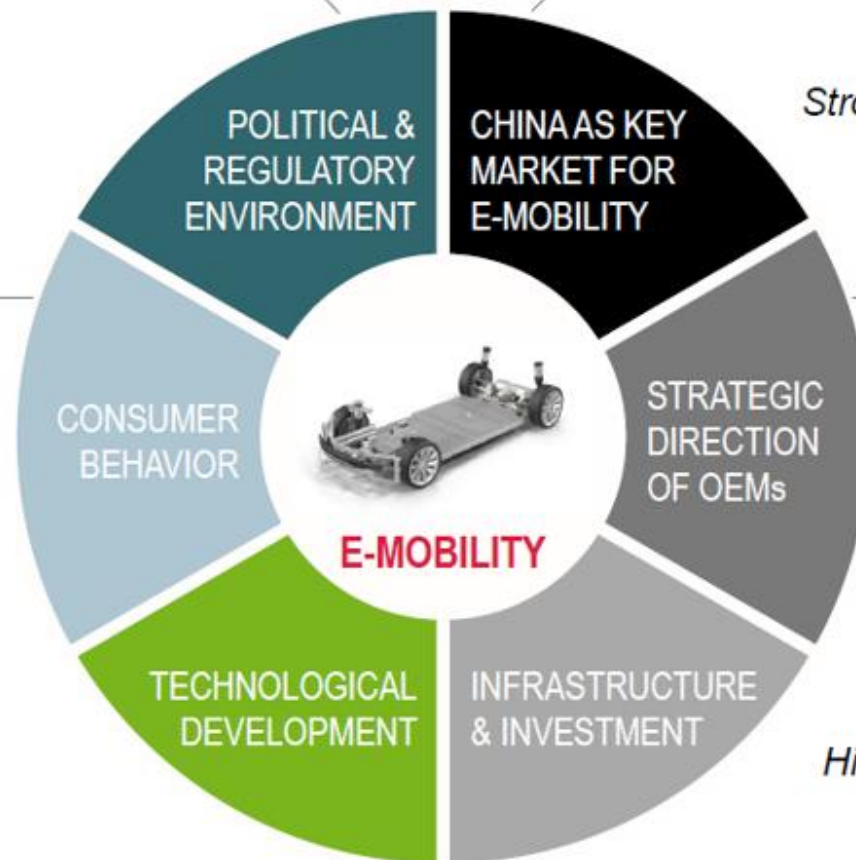 POLITICAL &
REGULATORY
ENVIRONMENT
CHINA AS KEY
MARKET FOR
E-MOBILITY
CONSUMER
BEHAVIOR
STRATEGIC
DIRECTION
OF OEMs
E-MOBILITY
TECHNOLOGICAL
DEVELOPMENT
INFRASTRUCTURE
& INVESTMENT